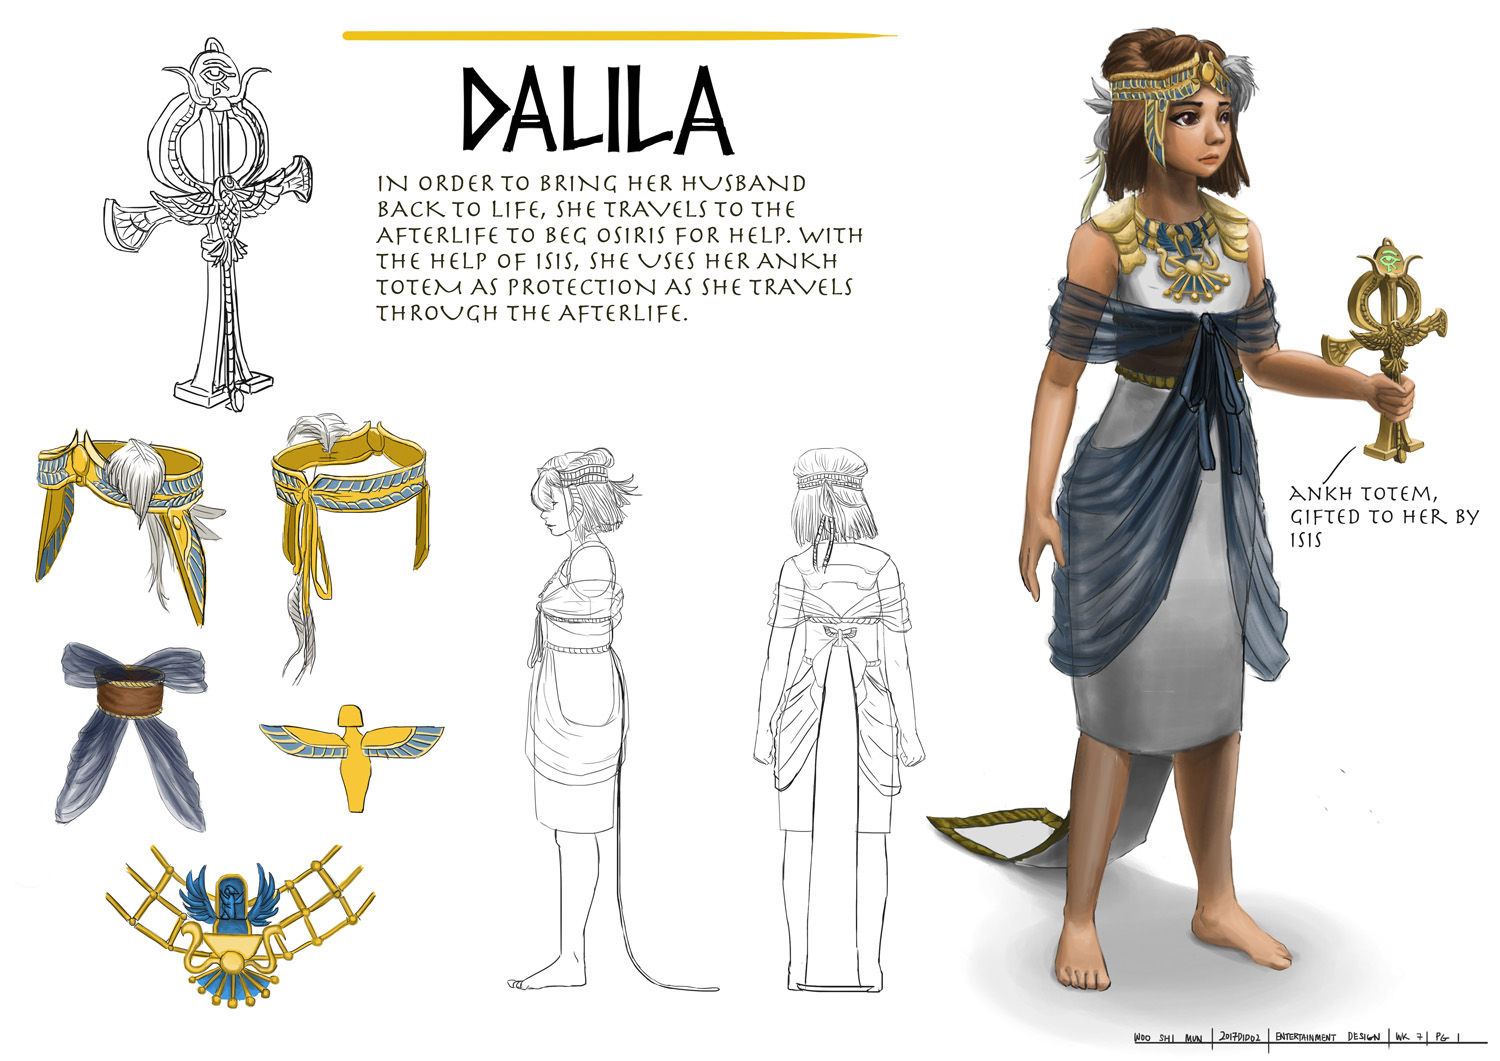 DALILA
IN ORDER TO BRING HER HUSBAND
BACK TO LIFE, SHE TRAVELS TO THE
AFTERLIFE TO BEG OSIRIS FOR HELP. WITH
THE HELP OF ISIS, SHE USES HER ANKH
TOTEM AS PROTECTION AS SHE TRAVELS
THROUGH THE AFTERLIFE.
ANKH TOTEM,
GIFTED TO HER BY
ISIS
WOO SHI MUN | 2017DID02 | ENTERTAINMENT DESIGN | WK 7 | PG 1